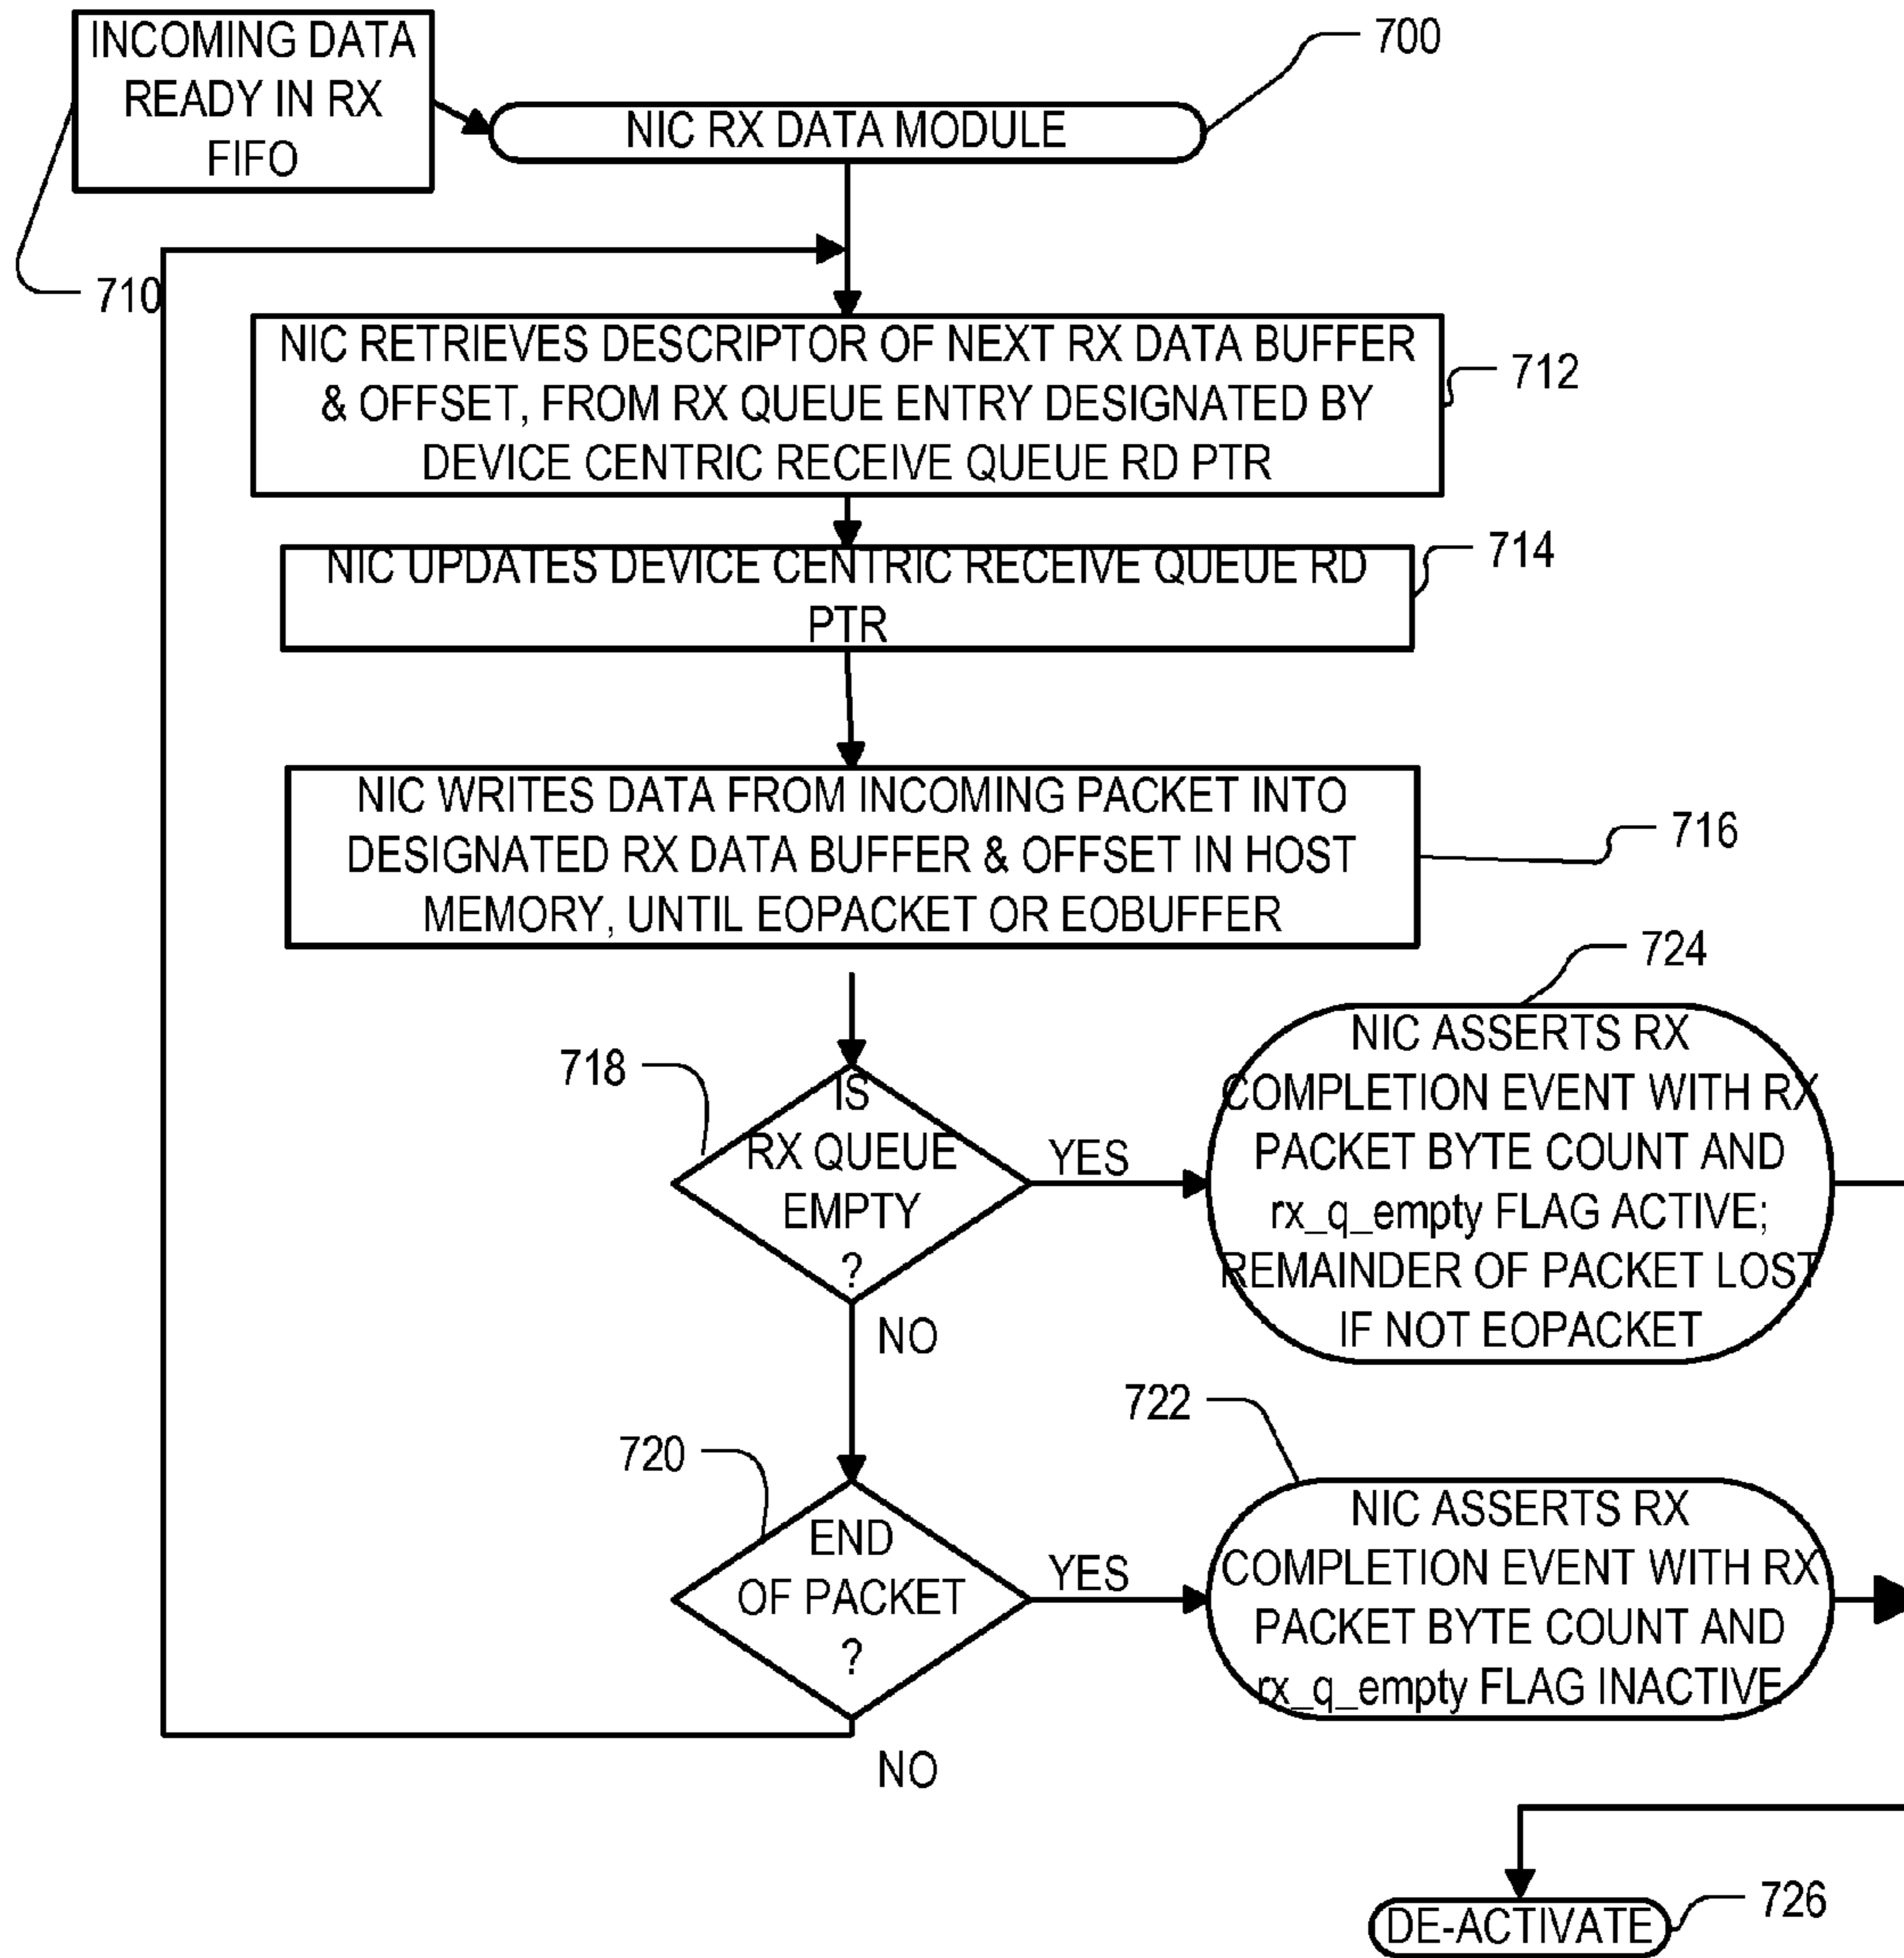 INCOMING DATA
READY IN RX
FIFO
700
NIC RX DATA MODULE
710
NIC RETRIEVES DESCRIPTOR OF NEXT RX DATA BUFFER
& OFFSET, FROM RX QUEUE ENTRY DESIGNATED BY
DEVICE CENTRIC RECEIVE QUEUE RD PTR
712
NIC UPDATES DEVICE CENTRIC RECEIVE QUEUE RD
PTR
714
NIC WRITES DATA FROM INCOMING PACKET INTO
DESIGNATED RX DATA BUFFER & OFFSET IN HOST
MEMORY, UNTIL EOPACKET OR EOBUFFER
716
718
IS
RX QUEUE
EMPTY
?
YES
NO
724
NIC ASSERTS RX
COMPLETION EVENT WITH RX
PACKET BYTE COUNT AND
rx_q_empty FLAG ACTIVE;
REMAINDER OF PACKET LOST
IF NOT EOPACKET
720
END
OF PACKET
?
YES
NO
722
NIC ASSERTS RX
COMPLETION EVENT WITH RX
PACKET BYTE COUNT AND
rx_q_empty FLAG INACTIVE
DE-ACTIVATE
726